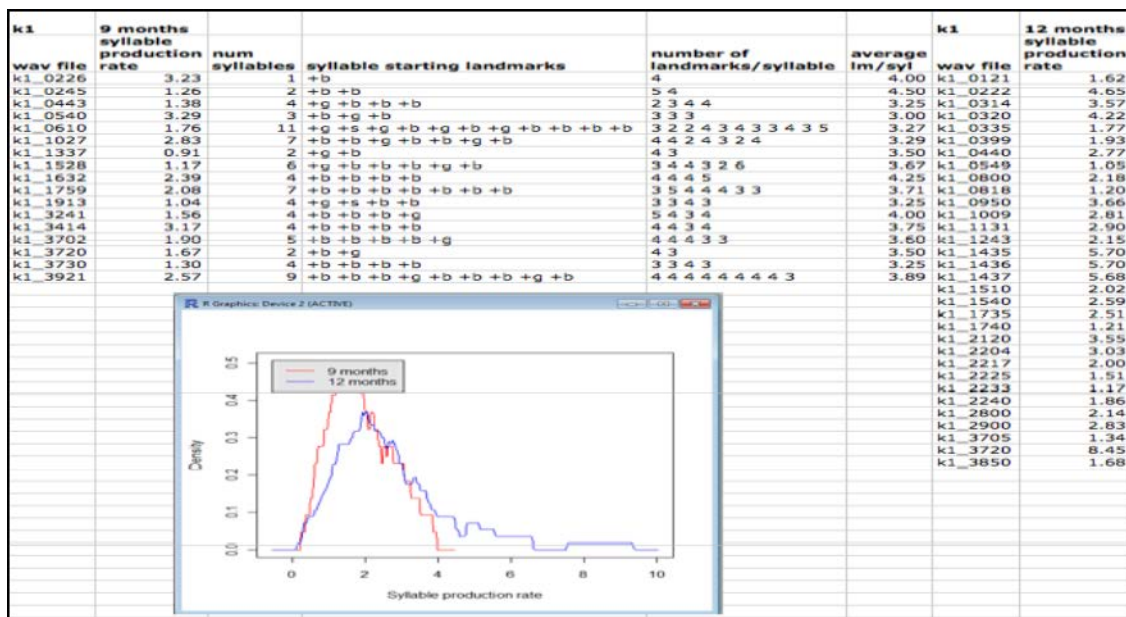 k1 9 months k1 12 months
wav file syllable production rate num syllables syllable starting landmarks number of landmarks/syllable average lm/syl wav file syllable production rate
k1_0226 3.23 1 +b 4 4.00 k1_0121 1.62
k1_0245 1.26 2 +b +b 5 4 4.50 k1_0222 4.65
k1_0443 1.38 4 +g +b +b +b 2 3 4 4 3.25 k1_0314 3.57
k1_0540 3.29 3 +b +g +b 3 3 3 3.00 k1_0320 4.22
k1_0610 1.76 11 +g +s +g +b +g +b +g +b +b +b +b 3 2 2 4 3 4 3 3 4 3 5 3.27 k1_0335 1.77
k1_1027 2.83 7 +b +b +g +b +b +g +b 4 4 2 4 3 2 4 3.29 k1_0399 1.93
k1_1337 0.91 2 +g +b 4 3 3.50 k1_0440 2.77
k1_1528 1.17 6 +g +b +b +b +g +b 3 4 4 3 2 6 3.67 k1_0549 1.05
k1_1632 2.39 4 +b +b +b +b 4 4 4 5 4.25 k1_0800 2.18
k1_1759 2.08 7 +b +b +b +b +b +b +b 3 5 4 4 4 3 3 3.71 k1_0818 1.20
k1_1913 1.04 4 +g +s +b +b 3 3 4 3 3.25 k1_0950 3.66
k1_3241 1.56 4 +b +b +b +g 5 4 3 4 4.00 k1_1009 2.81
k1_3414 3.17 4 +b +b +b +b 4 4 3 4 3.75 k1_1131 2.90
k1_3702 1.90 5 +b +b +b +b +g 4 4 4 3 3 3.60 k1_1243 2.15
k1_3720 1.67 2 +b +g 4 3 3.50 k1_1435 5.70
k1_3730 1.30 4 +b +b +b +b 3 3 4 3 3.25 k1_1436 5.70
k1_3921 2.57 9 +b +b +b +g +b +b +b +g +b 4 4 4 4 4 4 4 4 3 3.89 k1_1437 5.68
k1_1510 2.02
k1_1540 2.59
k1_1735 2.51
k1_1740 1.21
k1_2120 3.55
k1_2204 3.03
k1_2217 2.00
k1_2225 1.51
k1_2233 1.17
k1_2240 1.86
k1_2800 2.14
k1_2900 2.83
k1_3705 1.34
k1_3720 8.45
k1_3850 1.68
R R Graphics: Device 2 (ACTIVE)
9 months
12 months
0.5
0.4
0.3
0.2
0.1
0.0
Density
0 2 4 6 8 10
Syllable production rate